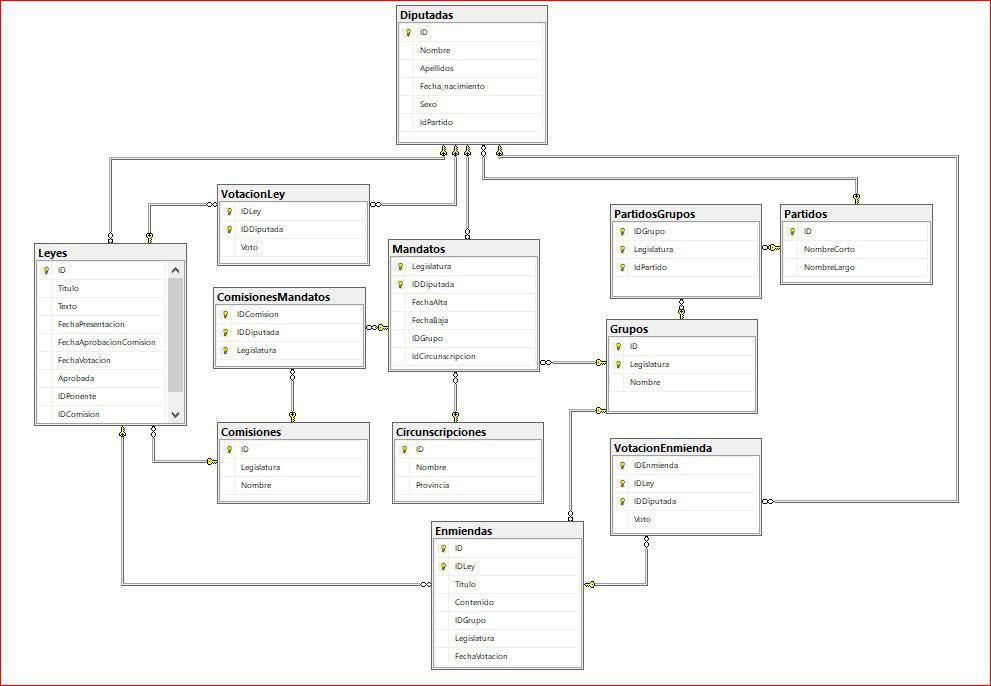 Diputadas
ID
Nombre
Apellidos
Fecha_nacimiento
Sexo
IdPartido
VotacionLey
IDLey
IDDiputada
Voto
PartidosGrupos
IDGrupo
Legislatura
IdPartido
Partidos
ID
NombreCorto
NombreLargo
Leyes
ID
Titulo
Texto
FechaPresentacion
FechaAprobacionComision
FechaVotacion
Aprobada
IDPonente
IDComision
Mandatos
Legislatura
IDDiputada
FechaAlta
FechaBaja
IDGrupo
IdCircunscripcion
ComisionesMandatos
IDComision
IDDiputada
Legislatura
Grupos
ID
Legislatura
Nombre
Comisiones
ID
Legislatura
Nombre
Circunscripciones
ID
Nombre
Provincia
VotacionEnmienda
IDEnmienda
IDLey
IDDiputada
Voto
Enmiendas
ID
IDLey
Titulo
Contenido
IDGrupo
Legislatura
FechaVotacion